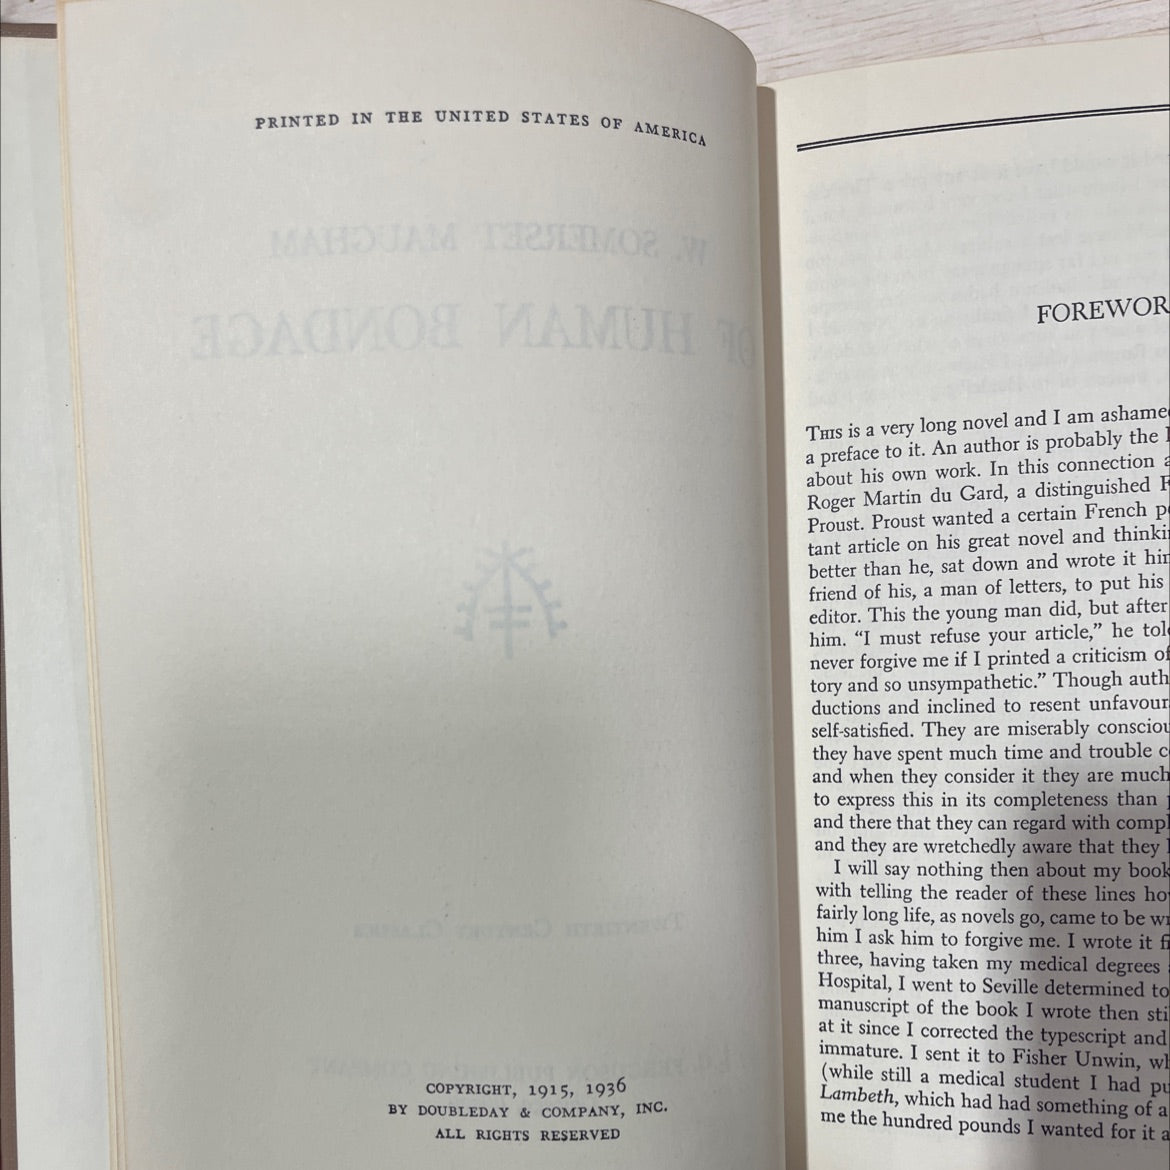 PRINTED IN THE UNITED STATES OF AMERICA
W. SOMERSET MAUGHAM
OF HUMAN BONDAGE
TWENTIETH CENTURY CLASSICS
COPYRIGHT, 1915, 1936
BY DOUBLEDAY & COMPANY, INC.
ALL RIGHTS RESERVED
FOREWOR
THIS is a very long novel and I am ashame
a preface to it. An author is probably the
about his own work. In this connection a
Roger Martin du Gard, a distinguished F
Proust. Proust wanted a certain French p
tant article on his great novel and thinki
better than he, sat down and wrote it hi
friend of his, a man of letters, to put his
editor. This the young man did, but after
him. “I must refuse your article,” he tol
never forgive me if I printed a criticism of
tory and so unsympathetic.” Though auth
ductions and inclined to resent unfavour
self-satisfied. They are miserably consciou
they have spent much time and trouble c
and when they consider it they are much
to express this in its completeness than
and there that they can regard with compl
and they are wretchedly aware that they
I will say nothing then about my book
with telling the reader of these lines ho
fairly long life, as novels go, came to be w
him I ask him to forgive me. I wrote it fi
three, having taken my medical degrees
Hospital, I went to Seville determined to
manuscript of the book I wrote then sti
at it since I corrected the typescript and
immature. I sent it to Fisher Unwin, w
(while still a medical student I had pu
Lambeth, which had had something of a
me the hundred pounds I wanted for it a